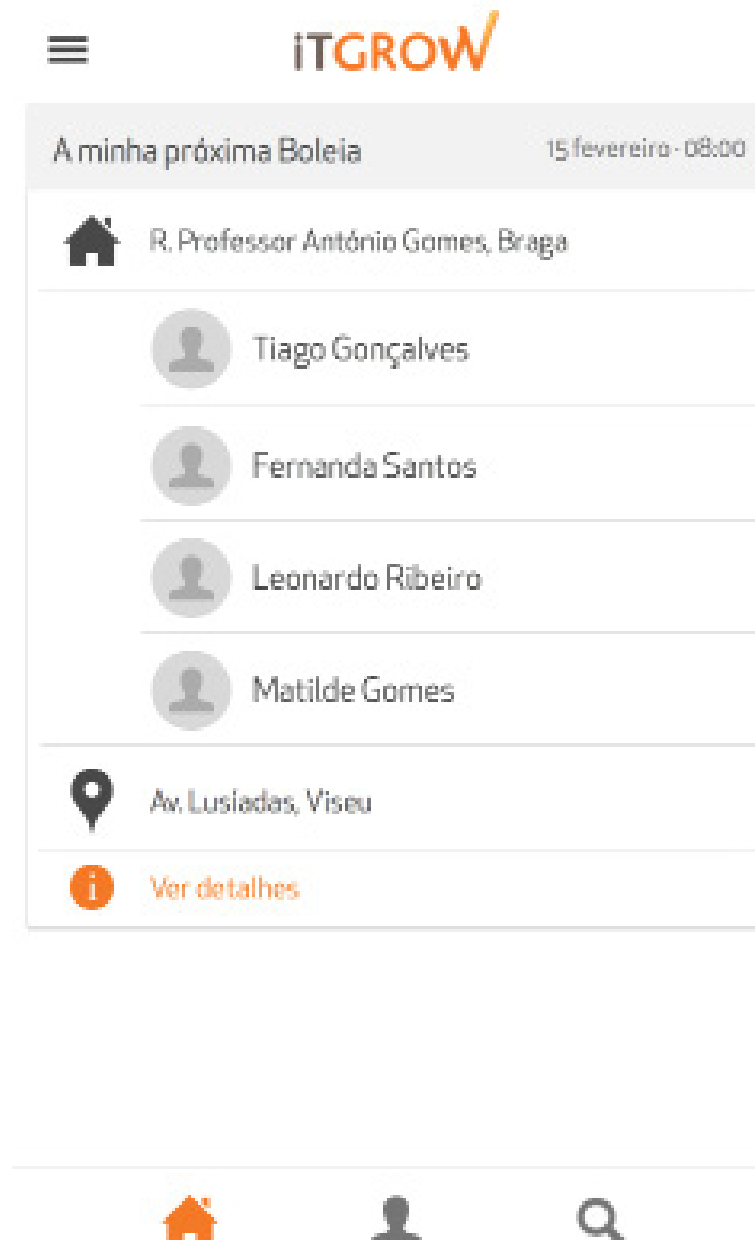 iTGROW
A minha próxima Boleia 15 fevereiro · 08:00
R. Professor António Gomes, Braga
Tiago Gonçalves
Fernanda Santos
Leonardo Ribeiro
Matilde Gomes
Av. Lusíadas, Viseu
i Ver detalhes